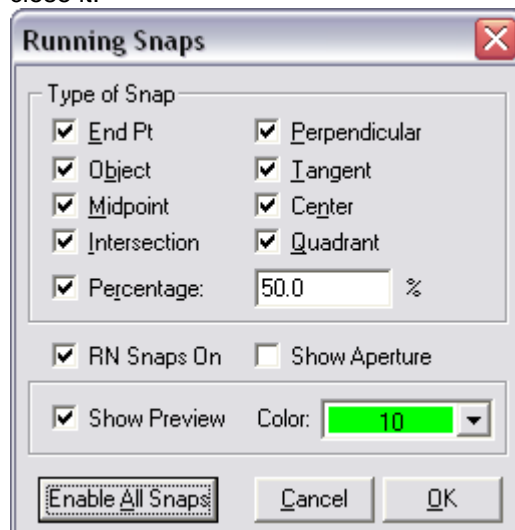 Running Snaps
Type of Snap
End Pt Perpendicular
Object Tangent
Midpoint Center
Intersection Quadrant
Percentage: 50.0 %
RN Snaps On Show Aperture
Show Preview Color: 10
Enable All Snaps Cancel OK